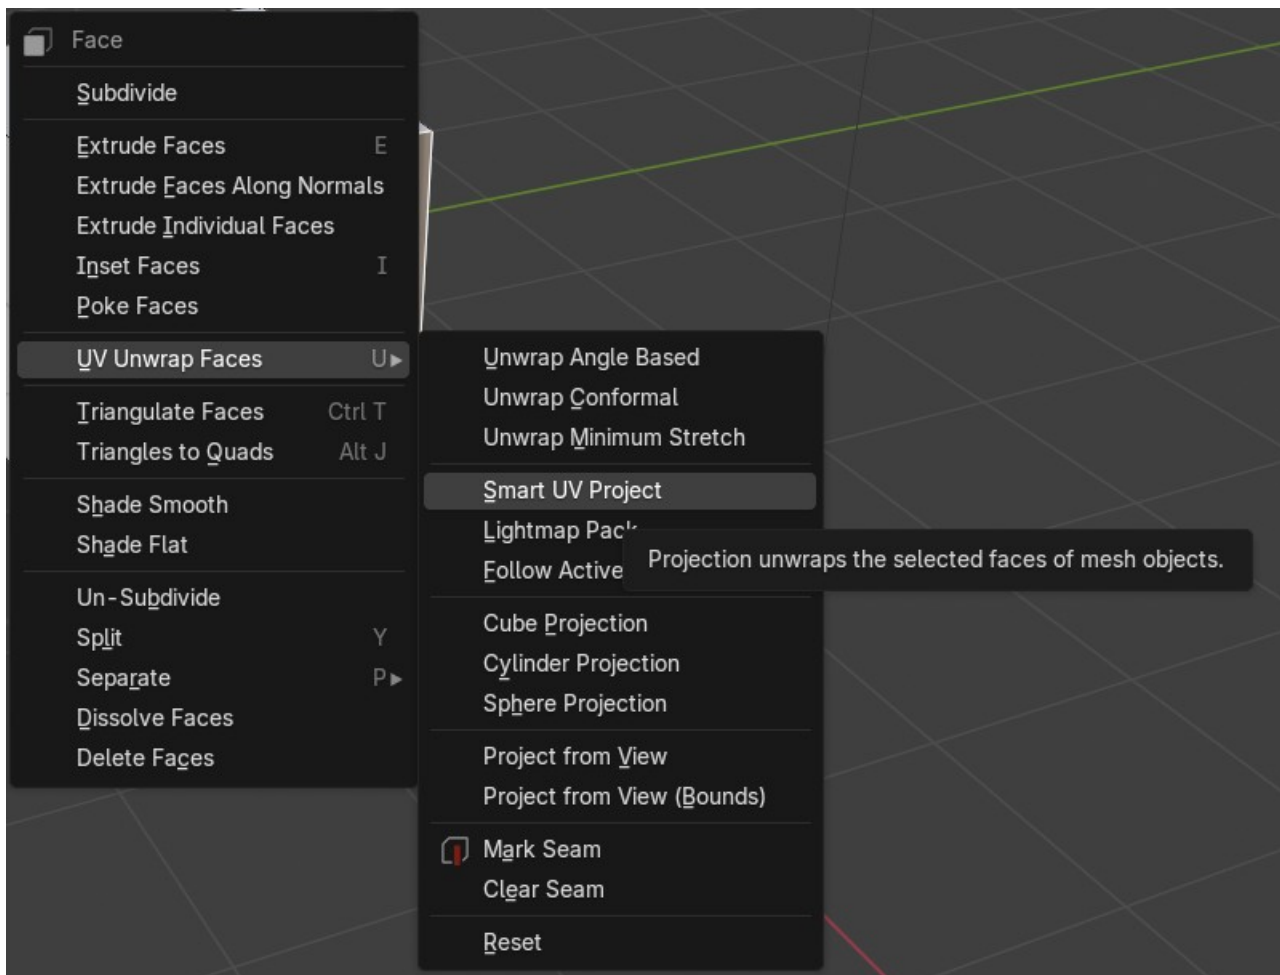 Face
Subdivide
Extrude Faces E
Extrude Faces Along Normals
Extrude Individual Faces
Inset Faces I
Poke Faces
UV Unwrap Faces U
Triangulate Faces Ctrl T
Triangles to Quads Alt J
Shade Smooth
Shade Flat
Un-Subdivide
Split Y
Separate P
Dissolve Faces
Delete Faces
Unwrap Angle Based
Unwrap Conformal
Unwrap Minimum Stretch
Smart UV Project
Lightmap Pack
Follow Active
Projection unwraps the selected faces of mesh objects.
Cube Projection
Cylinder Projection
Sphere Projection
Project from View
Project from View (Bounds)
Mark Seam
Clear Seam
Reset